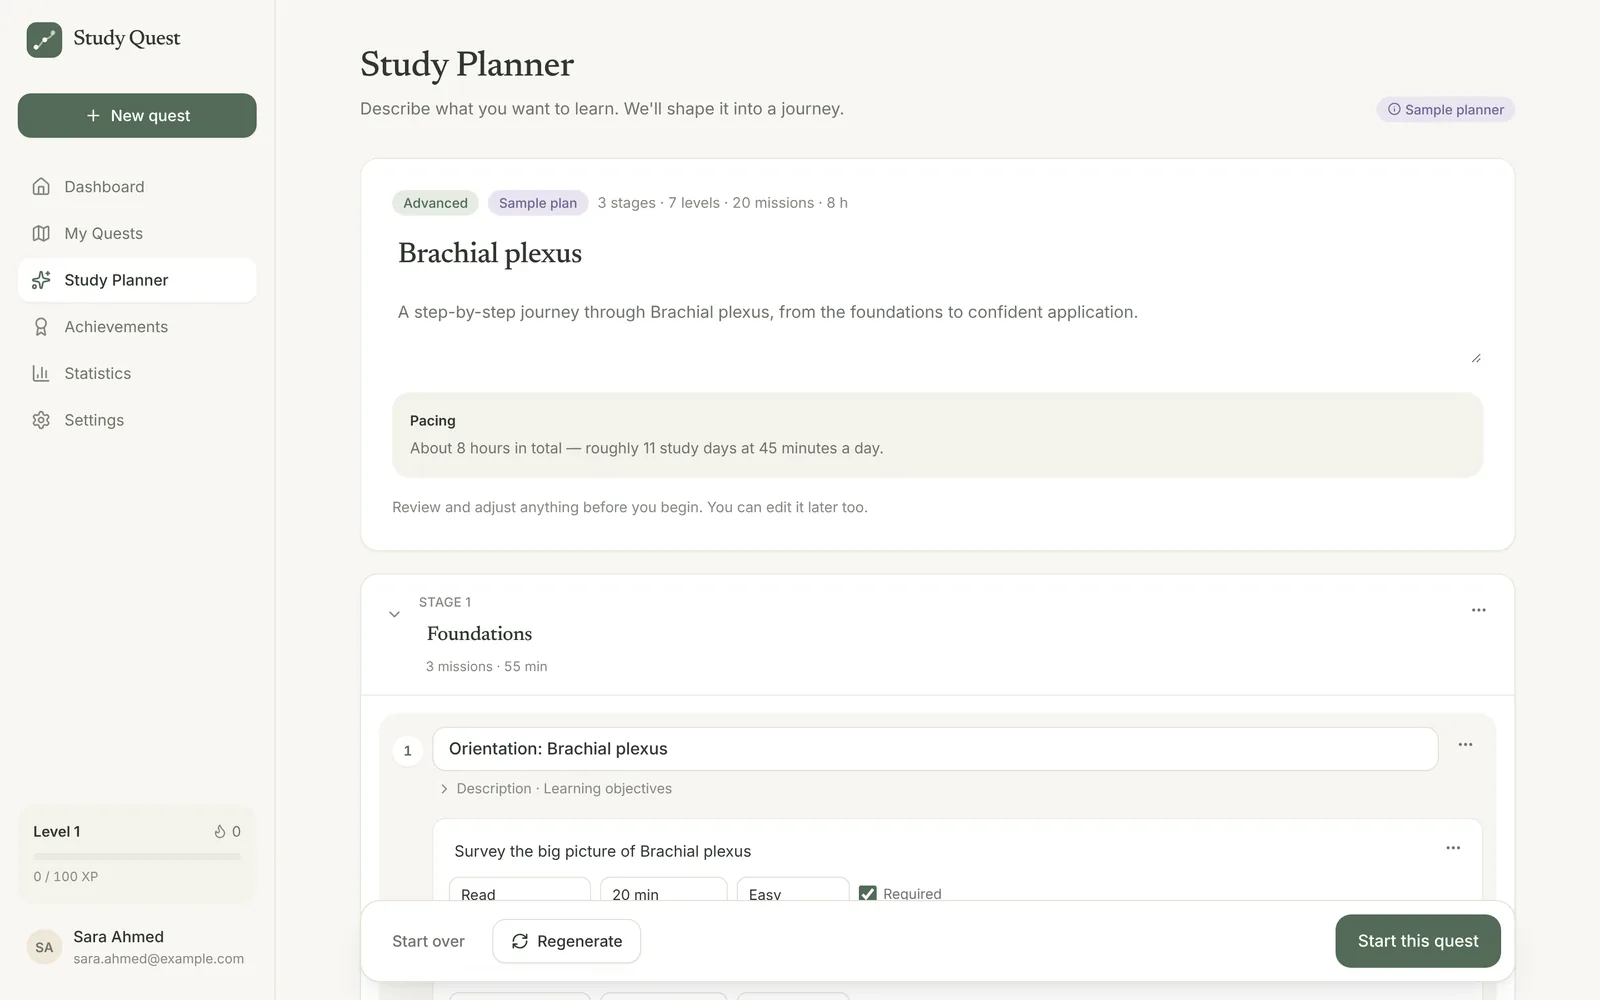 Study Quest
New quest
Dashboard
My Quests
Study Planner
Achievements
Statistics
Settings
Level 1
0
0 / 100 XP
SA
Sara Ahmed
sara.ahmed@example.com
Study Planner
Describe what you want to learn. We'll shape it into a journey.
Sample planner
Advanced
Sample plan
3 stages · 7 levels · 20 missions · 8 h
Brachial plexus
A step-by-step journey through Brachial plexus, from the foundations to confident application.
Pacing
About 8 hours in total — roughly 11 study days at 45 minutes a day.
Review and adjust anything before you begin. You can edit it later too.
STAGE 1
Foundations
3 missions · 55 min
1
Orientation: Brachial plexus
Description · Learning objectives
Survey the big picture of Brachial plexus
Read
20 min
Easy
Required
Start over
Regenerate
Start this quest